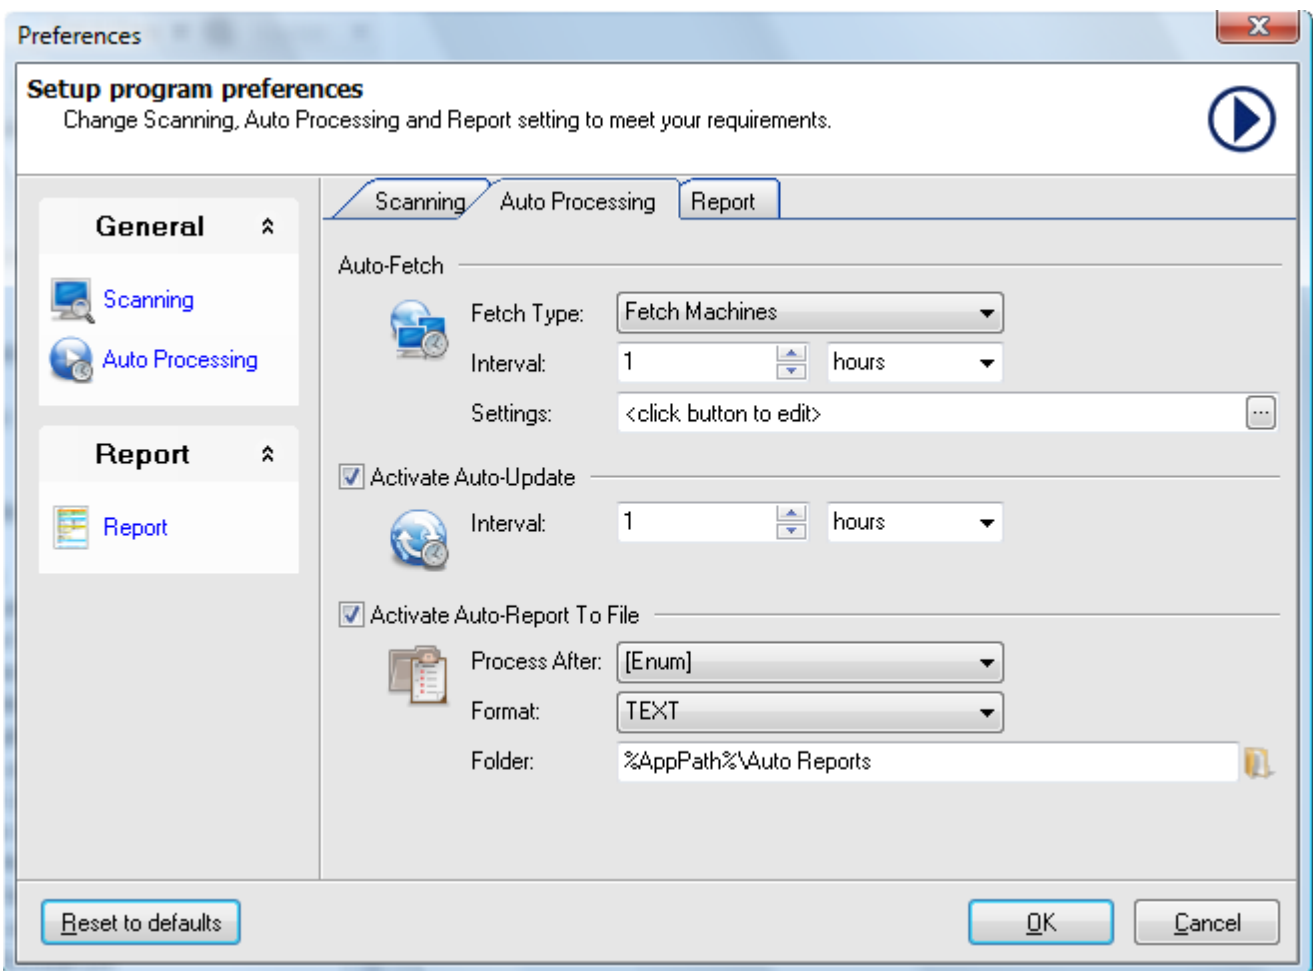 Preferences
Setup program preferences
Change Scanning, Auto Processing and Report setting to meet your requirements.
General
Scanning
Auto Processing
Report
Report
Scanning
Auto Processing
Report
Auto-Fetch
Fetch Type: Fetch Machines
Interval: 1 hours
Settings: <click button to edit> ...
Activate Auto-Update
Interval: 1 hours
Activate Auto-Report To File
Process After: [Enum]
Format: TEXT
Folder: %AppPath%\Auto Reports
Reset to defaults
OK
Cancel